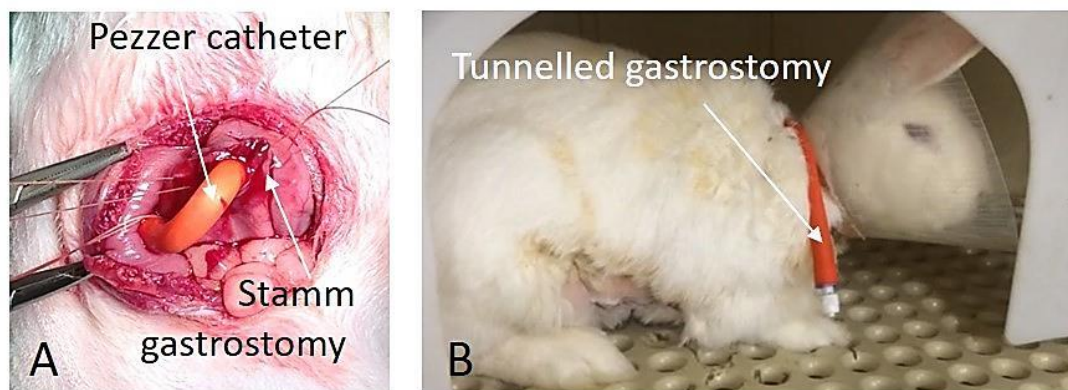 Pezzer catheter
Stamm
gastrostomy
A
Tunnelled gastrostomy
B